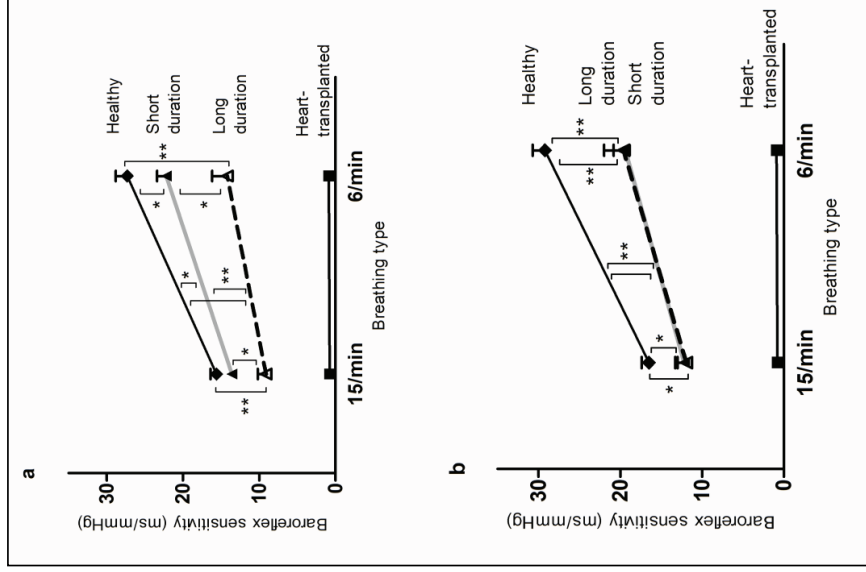 a
Baroreflex sensitivity (ms/mmHg)
30
20
10
0
Healthy
Short
duration
Long
duration
Heart-
transplanted
**
*
*
*
**
*
**
15/min
6/min
Breathing type
b
Baroreflex sensitivity (ms/mmHg)
30
20
10
0
Healthy
Long
duration
Short
duration
Heart-
transplanted
**
**
**
*
*
15/min
6/min
Breathing type